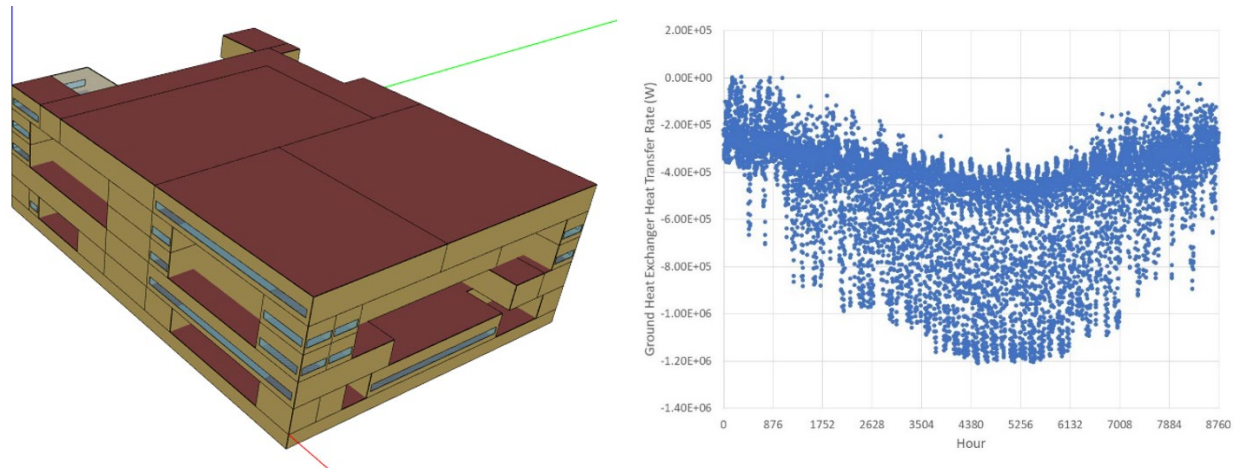 2.00E+05
0.00E+00
-2.00E+05
-4.00E+05
-6.00E+05
-8.00E+05
-1.00E+06
-1.20E+06
-1.40E+06
Ground Heat Exchanger Heat Transfer Rate (W)
0 876 1752 2628 3504 4380 5256 6132 7008 7884 8760
Hour